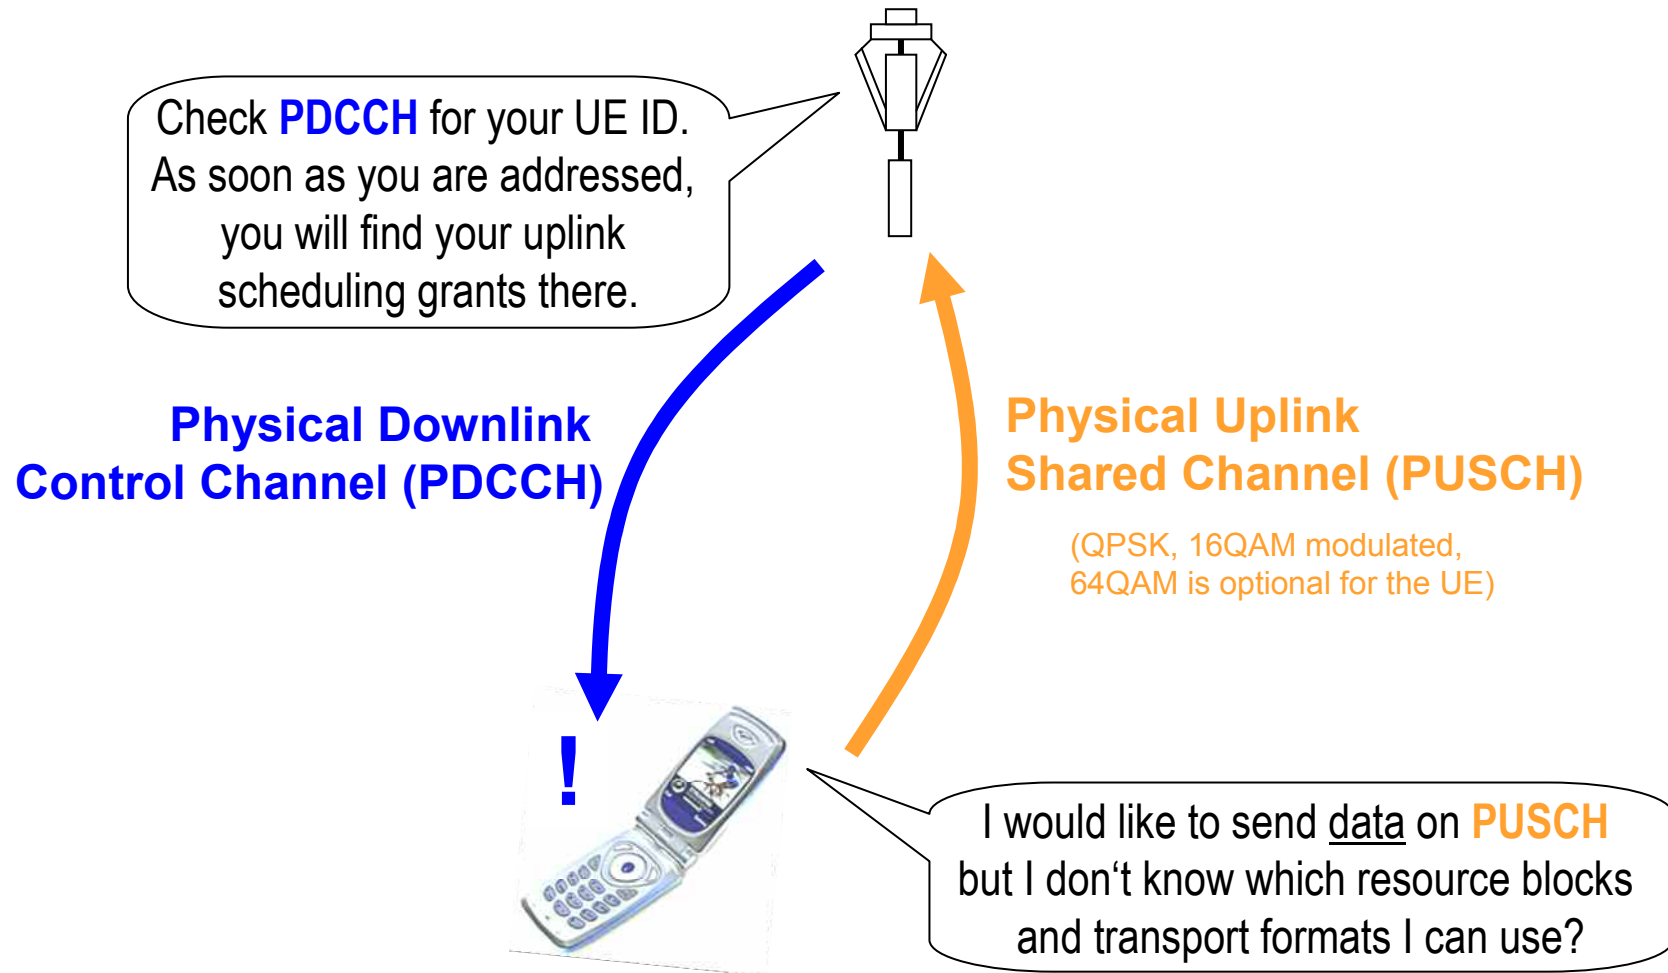 Check PDCCH for your UE ID.
As soon as you are addressed,
you will find your uplink
scheduling grants there.
Physical Downlink
Control Channel (PDCCH)
Physical Uplink
Shared Channel (PUSCH)
(QPSK, 16QAM modulated,
64QAM is optional for the UE)
!
I would like to send data on PUSCH
but I don‘t know which resource blocks
and transport formats I can use?